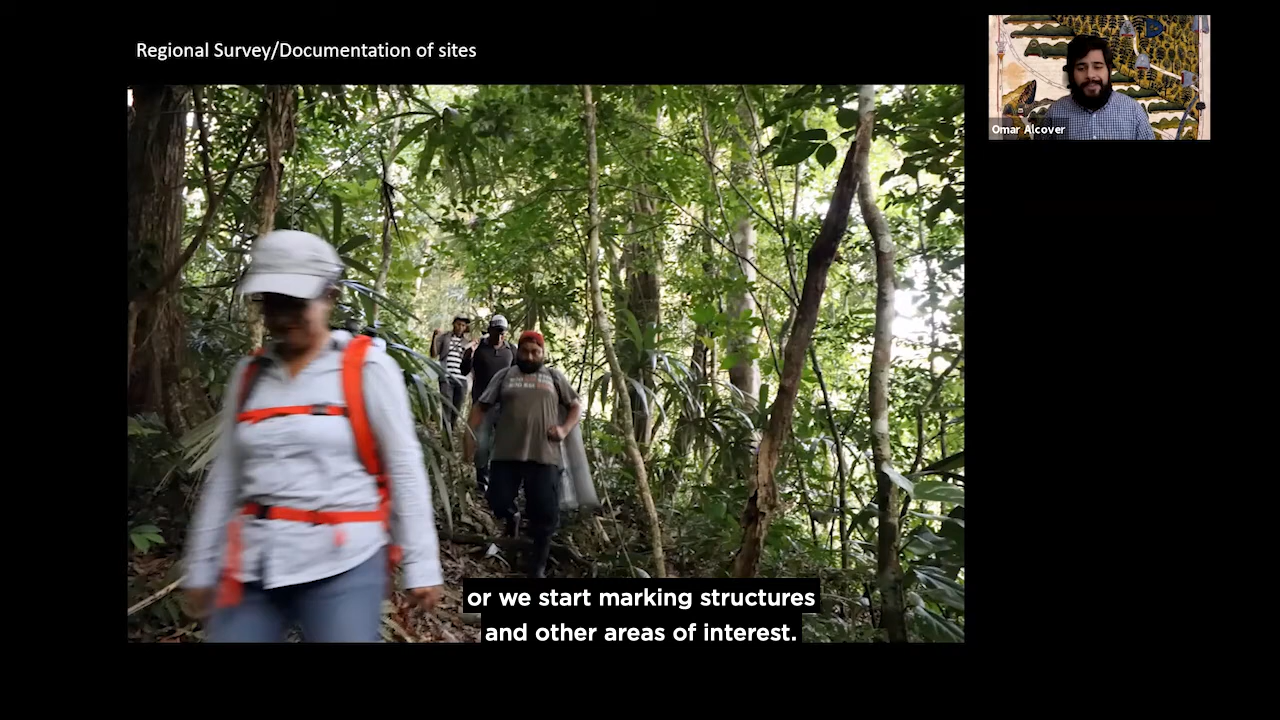 Regional Survey/Documentation of sites
Omar Alcover
or we start marking structures
and other areas of interest.